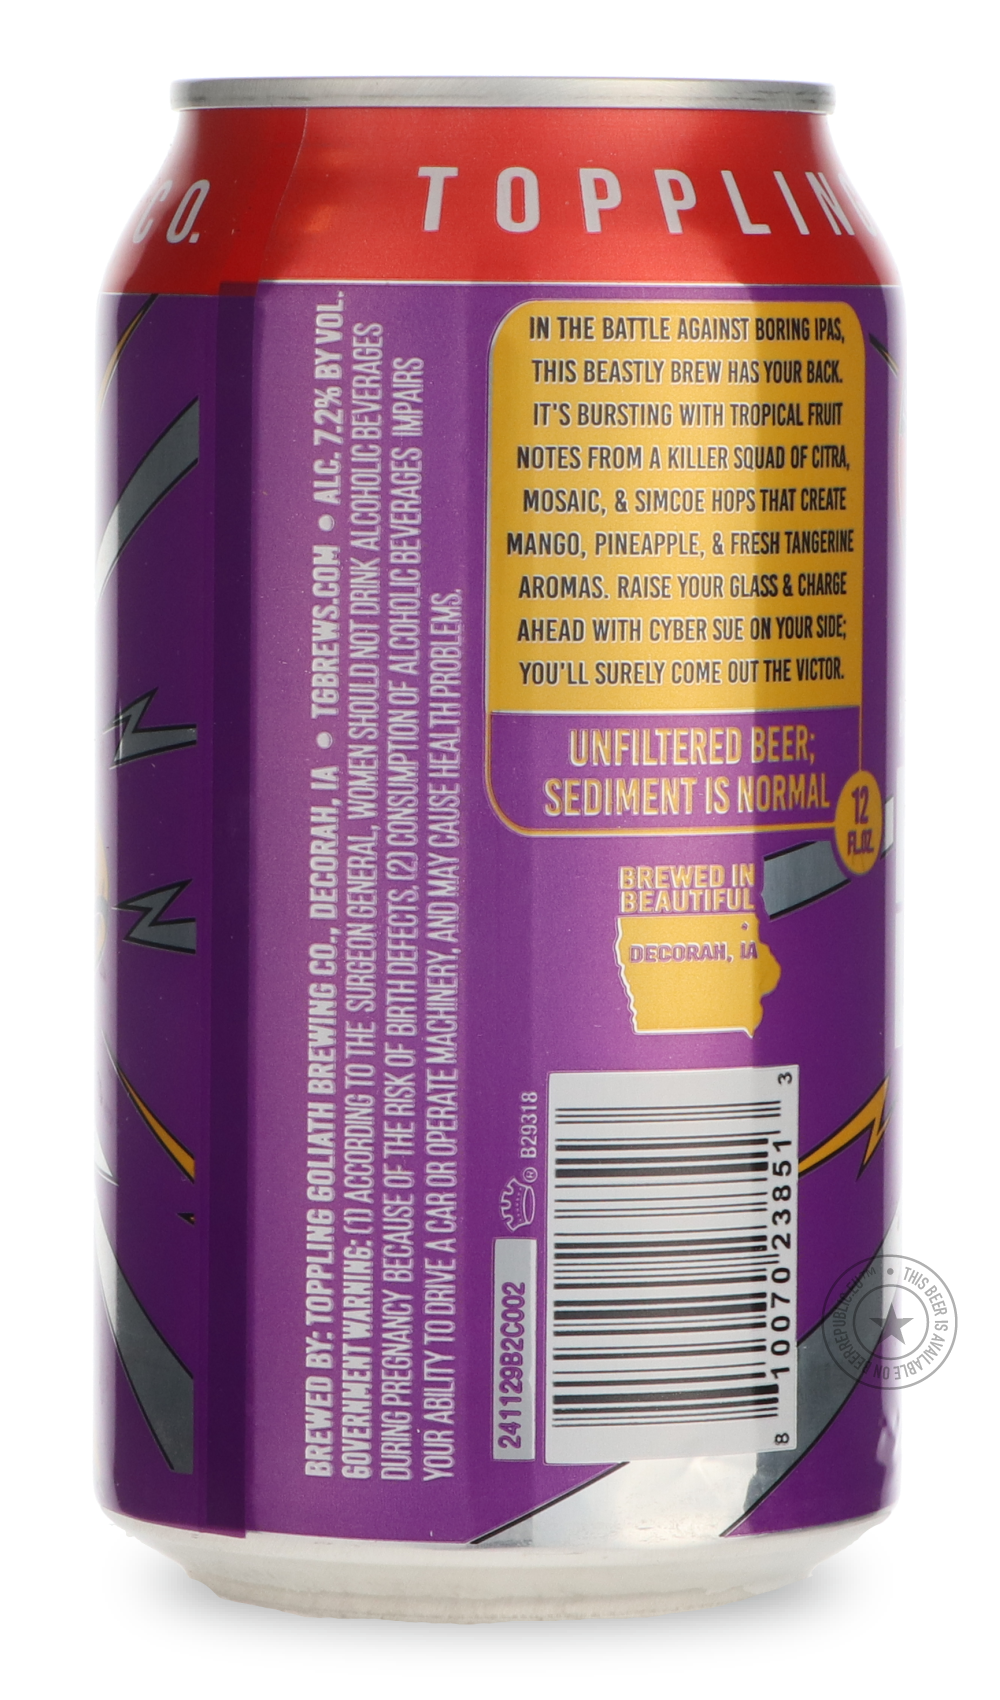 CO.
TOPPLIN
BREWED BY: TOPPLING GOLIATH BREWING CO., DECORAH, IA • TGBREWS.COM • ALC. 7.2% BY VOL.
GOVERNMENT WARNING: (1) ACCORDING TO THE SURGEON GENERAL, WOMEN SHOULD NOT DRINK ALCOHOLIC BEVERAGES
DURING PREGNANCY BECAUSE OF THE RISK OF BIRTH DEFECTS. (2) CONSUMPTION OF ALCOHOLIC BEVERAGES IMPAIRS
YOUR ABILITY TO DRIVE A CAR OR OPERATE MACHINERY, AND MAY CAUSE HEALTH PROBLEMS.
IN THE BATTLE AGAINST BORING IPAS,
THIS BEASTLY BREW HAS YOUR BACK.
IT'S BURSTING WITH TROPICAL FRUIT
NOTES FROM A KILLER SQUAD OF CITRA,
MOSAIC, & SIMCOE HOPS THAT CREATE
MANGO, PINEAPPLE, & FRESH TANGERINE
AROMAS. RAISE YOUR GLASS & CHARGE
AHEAD WITH CYBER SUE ON YOUR SIDE;
YOU'LL SURELY COME OUT THE VICTOR.
UNFILTERED BEER;
SEDIMENT IS NORMAL
12
FL.OZ.
BREWED IN
BEAUTIFUL
DECORAH, IA
® B29318
241129B2C002
8 10070 23851 3
THIS BEER IS AVAILABLE ON BEERREPUBLIC.EU™ •